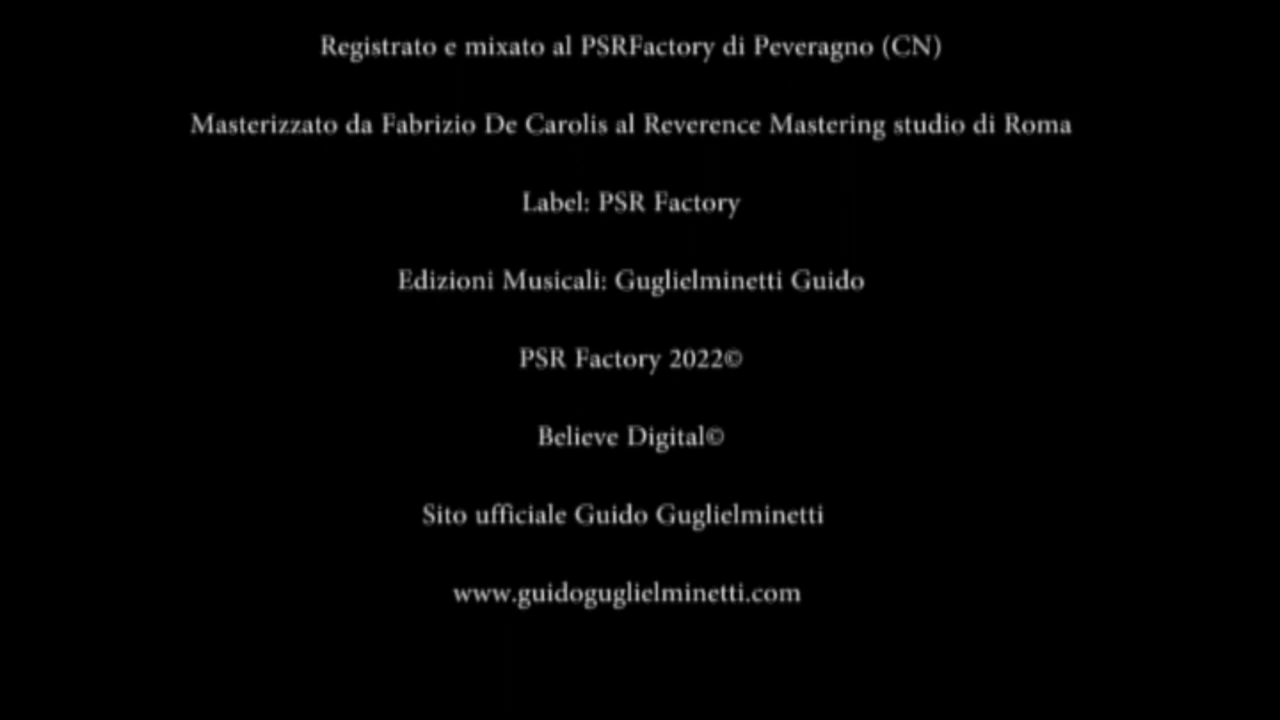 Registrato e mixato al PSRFactory di Peveragno (CN)
Masterizzato da Fabrizio De Carolis al Reverence Mastering studio di Roma
Label: PSR Factory
Edizioni Musicali: Guglielminetti Guido
PSR Factory 2022©
Believe Digital©
Sito ufficiale Guido Guglielminetti
www.guidoguglielminetti.com